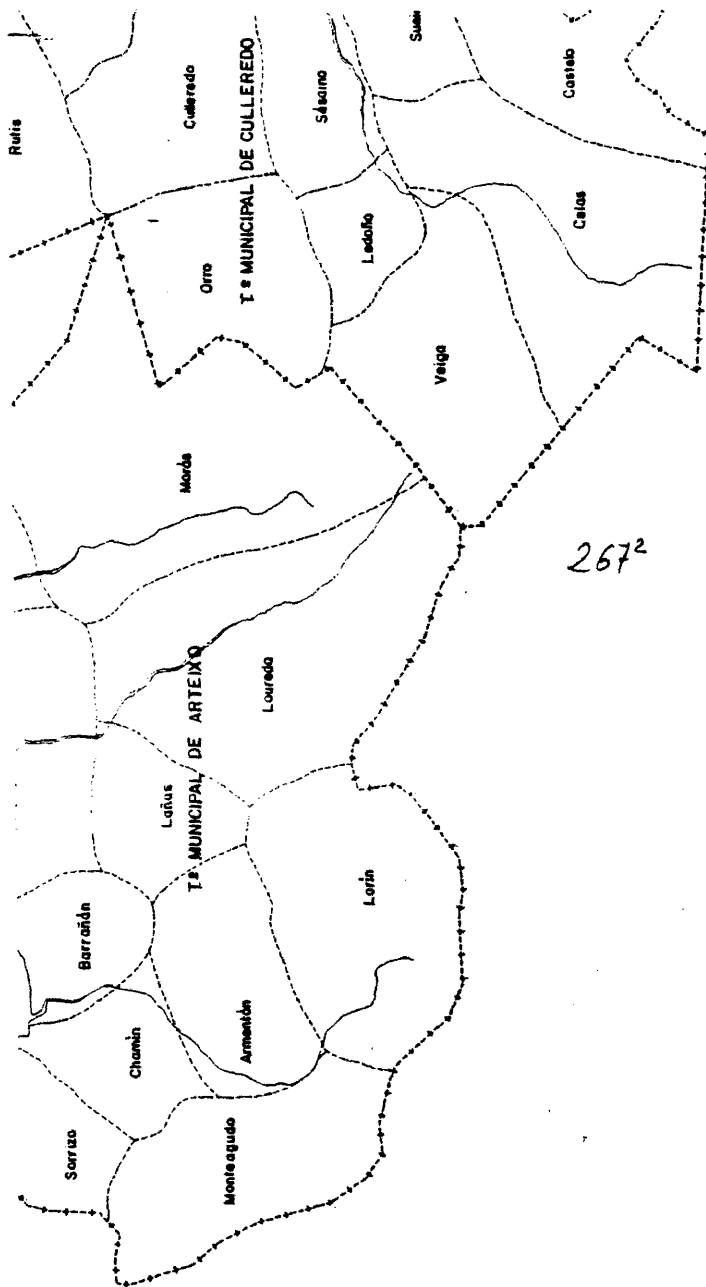 Sorrizo
Chamín
Barrañán
Monteagudo
Armentón
Lañas
Tº MUNICIPAL DE ARTEIXO
Loureda
Lorín
Morás
Orro
Culleredo
Rutis
Tº MUNICIPAL DE CULLEREDO
Ledoño
Sésamo
Veiga
Celas
Castelo
267²